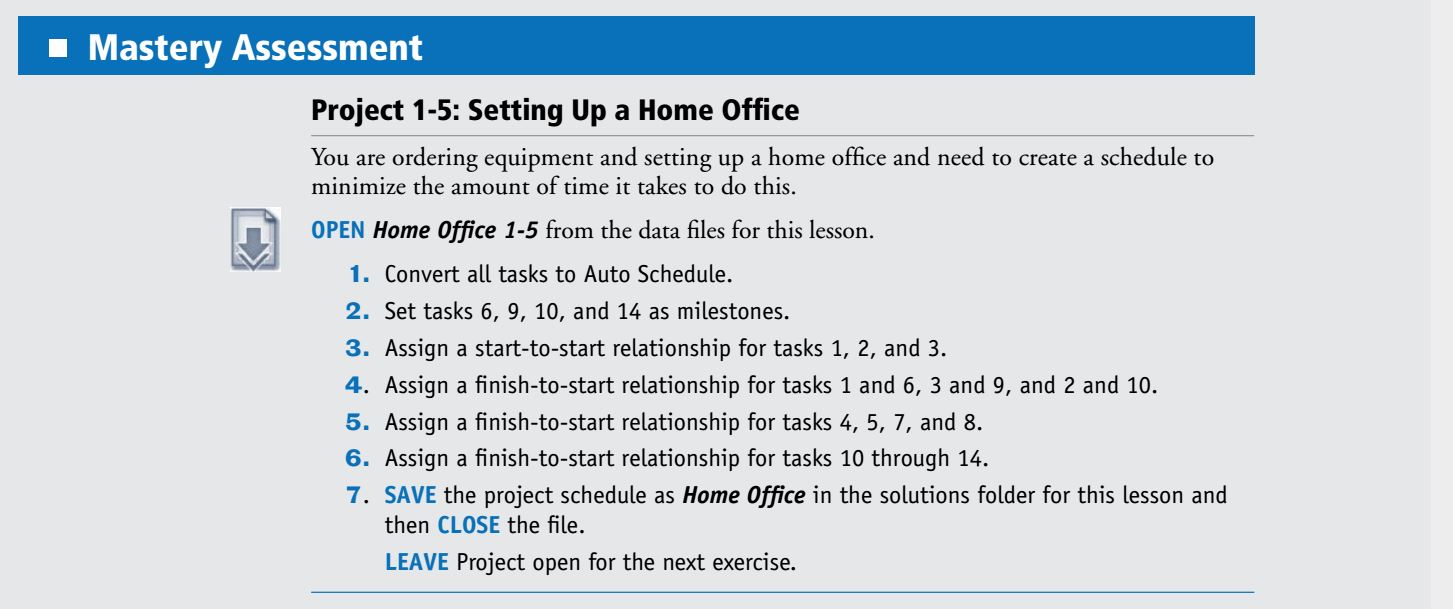 ■ Mastery Assessment
Project 1-5: Setting Up a Home Office
You are ordering equipment and setting up a home office and need to create a schedule to
minimize the amount of time it takes to do this.
OPEN Home Office 1-5 from the data files for this lesson.
1. Convert all tasks to Auto Schedule.
2. Set tasks 6, 9, 10, and 14 as milestones.
3. Assign a start-to-start relationship for tasks 1, 2, and 3.
4. Assign a finish-to-start relationship for tasks 1 and 6, 3 and 9, and 2 and 10.
5. Assign a finish-to-start relationship for tasks 4, 5, 7, and 8.
6. Assign a finish-to-start relationship for tasks 10 through 14.
7. SAVE the project schedule as Home Office in the solutions folder for this lesson and
then CLOSE the file.
LEAVE Project open for the next exercise.